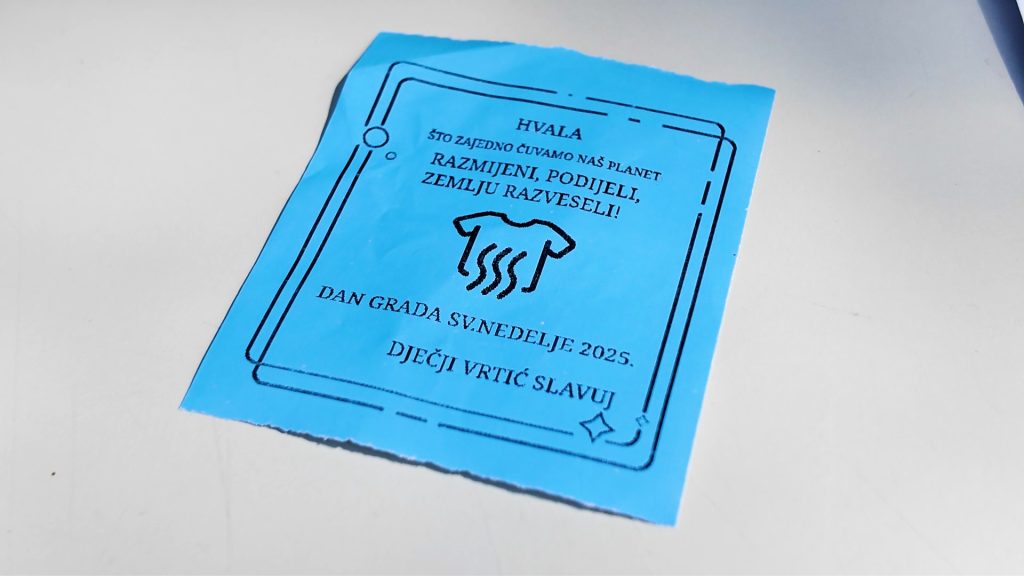 HVALA
ŠTO ZAJEDNO ČUVAMO NAŠ PLANET
RAZMIJENI, PODIJELI,
ZEMLJU RAZVESELI!
DAN GRADA SV.NEDELJE 2025.
DJEČJI VRTIĆ SLAVUJ